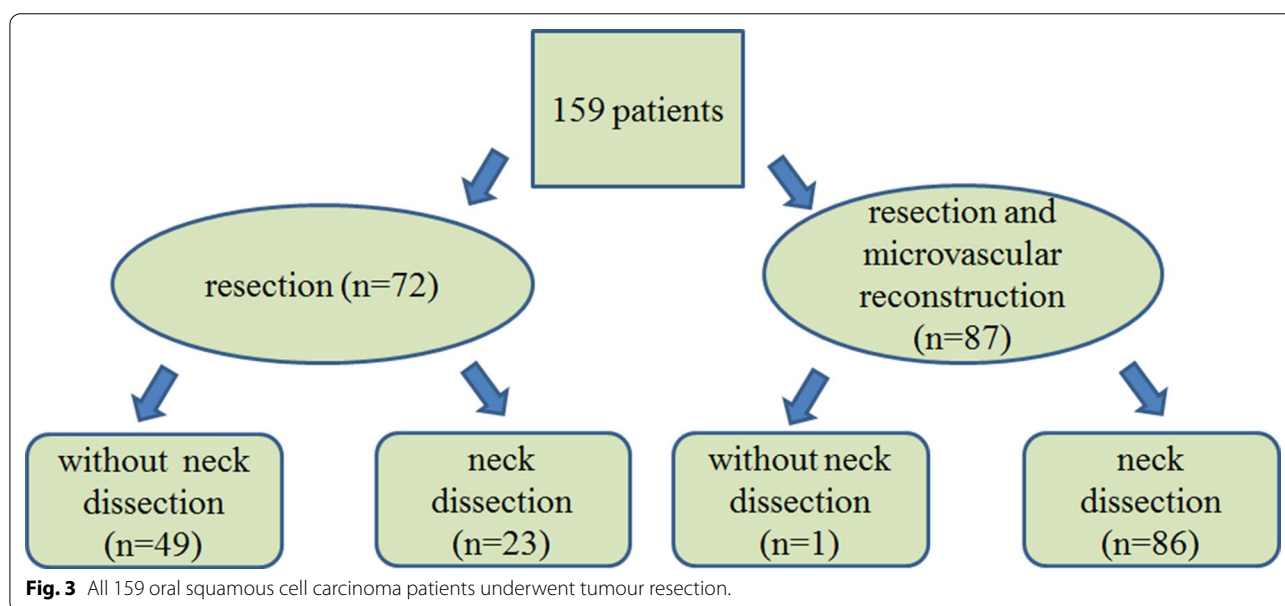 159 patients
resection (n=72)
resection and
microvascular
reconstruction
(n=87)
without neck
dissection
(n=49)
neck
dissection
(n=23)
without neck
dissection
(n=1)
neck
dissection
(n=86)
Fig. 3 All 159 oral squamous cell carcinoma patients underwent tumour resection.